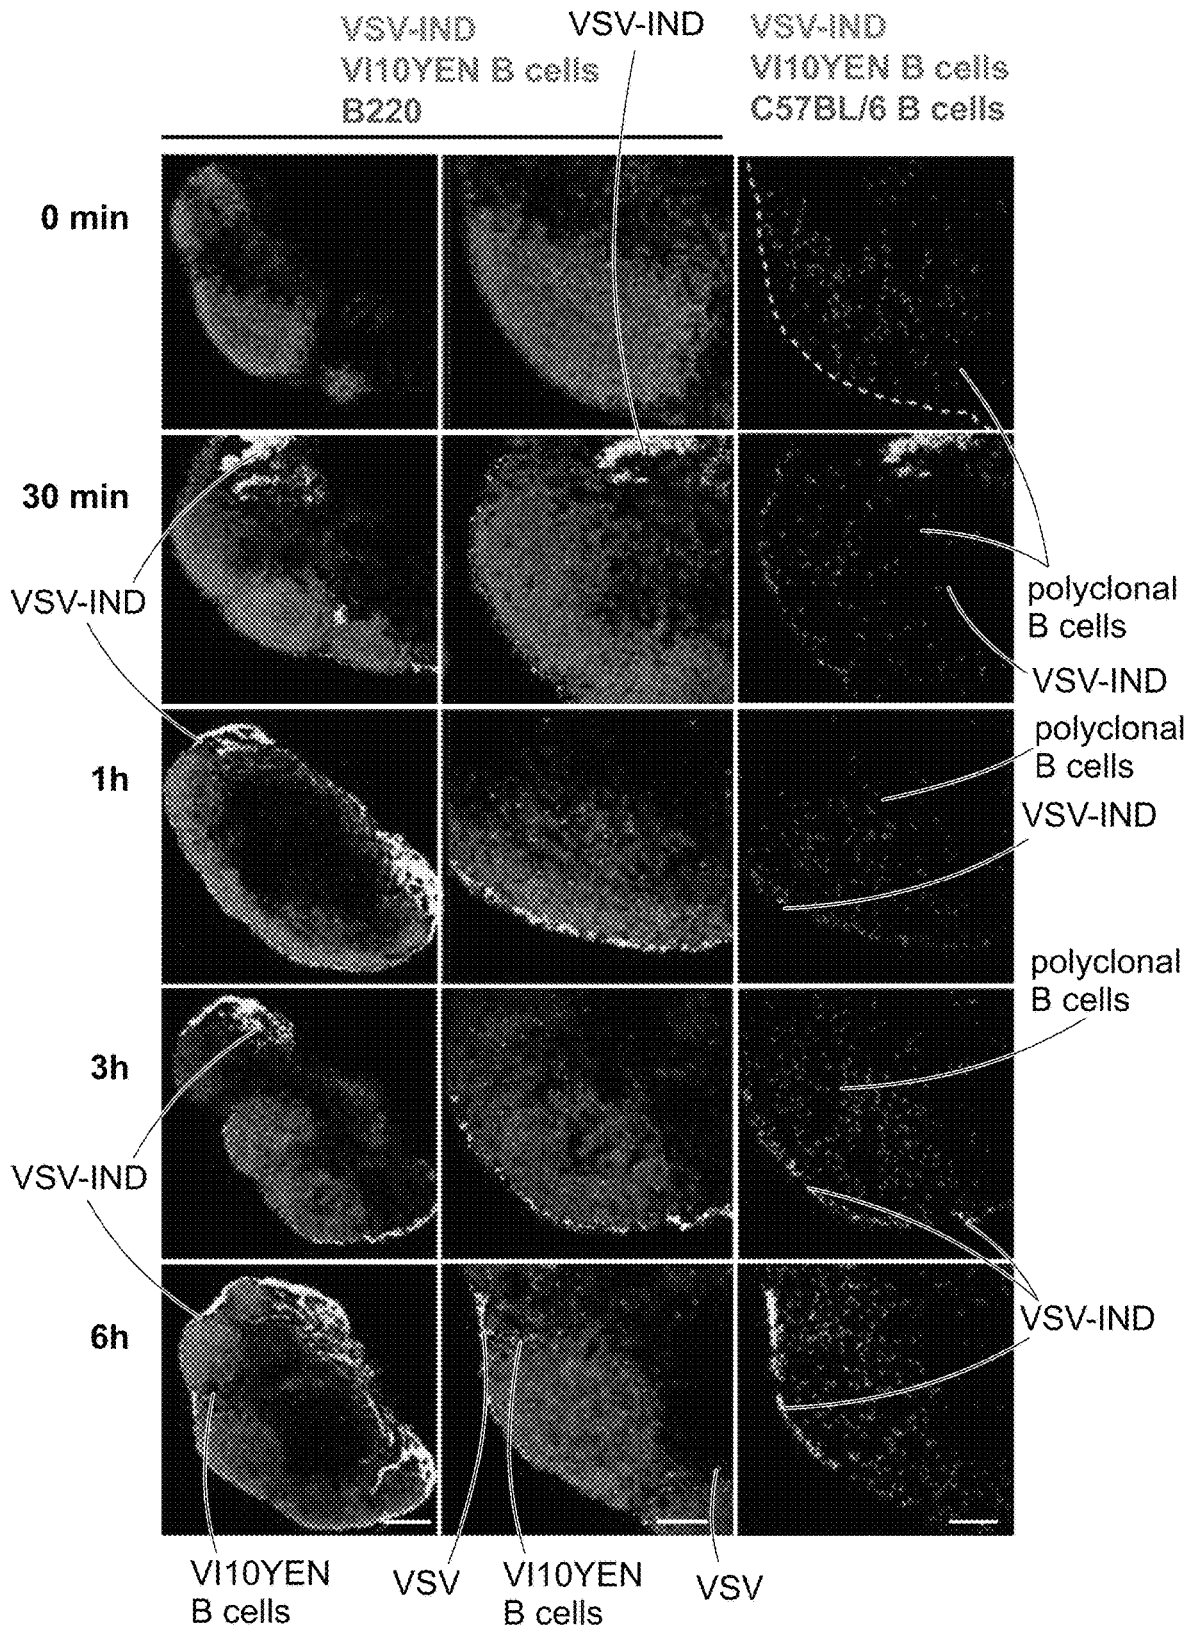 VSV-IND
VI10YEN B cells
B220
VSV-IND
VSV-IND
VI10YEN B cells
C57BL/6 B cells
0 min
30 min
VSV-IND
polyclonal
B cells
VSV-IND
1h
polyclonal
B cells
VSV-IND
3h
polyclonal
B cells
VSV-IND
6h
VSV-IND
VI10YEN
B cells
VSV
VI10YEN
B cells
VSV